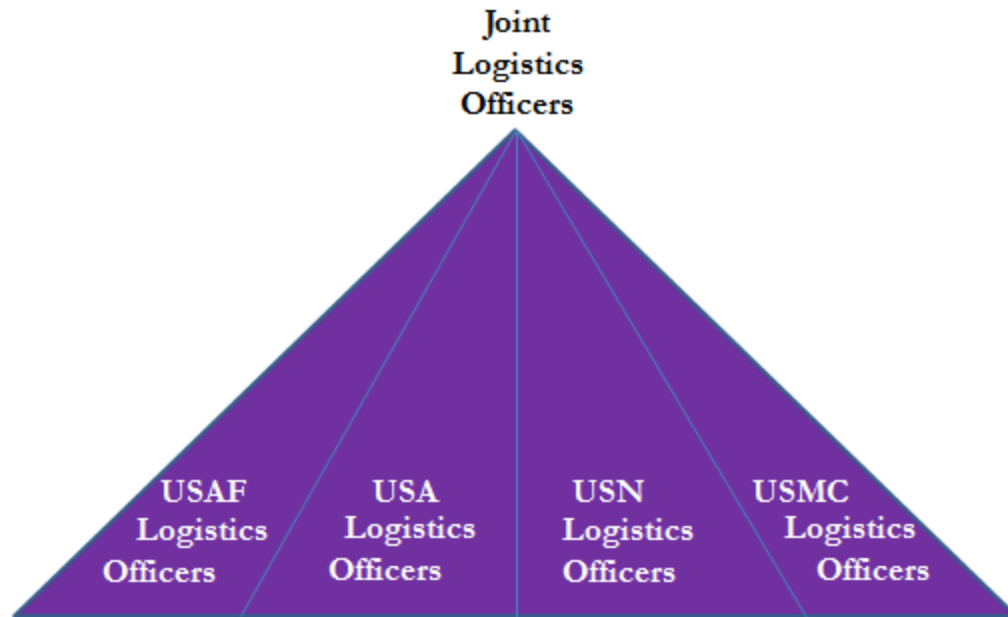 Joint
Logistics
Officers
USAF
Logistics
Officers
USA
Logistics
Officers
USN
Logistics
Officers
USMC
Logistics
Officers